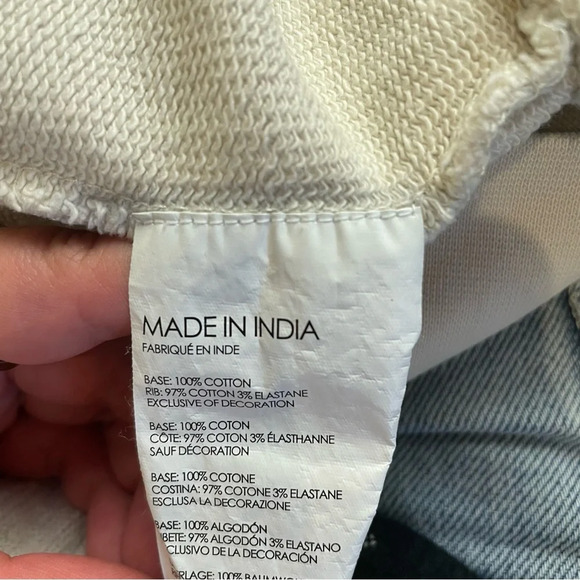 MADE IN INDIA
FABRIQUÉ EN INDE
BASE: 100% COTTON
RIB: 97% COTTON 3% ELASTANE
EXCLUSIVE OF DECORATION
BASE: 100% COTON
CÔTE: 97% COTON 3% ÉLASTHANNE
SAUF DÉCORATION
BASE: 100% COTONE
COSTINA: 97% COTONE 3% ELASTANE
ESCLUSA LA DECORAZIONE
BASE: 100% ALGODÓN
97% ALGODÓN 3% ELASTANO
DE LA DECORACIÓN
100%